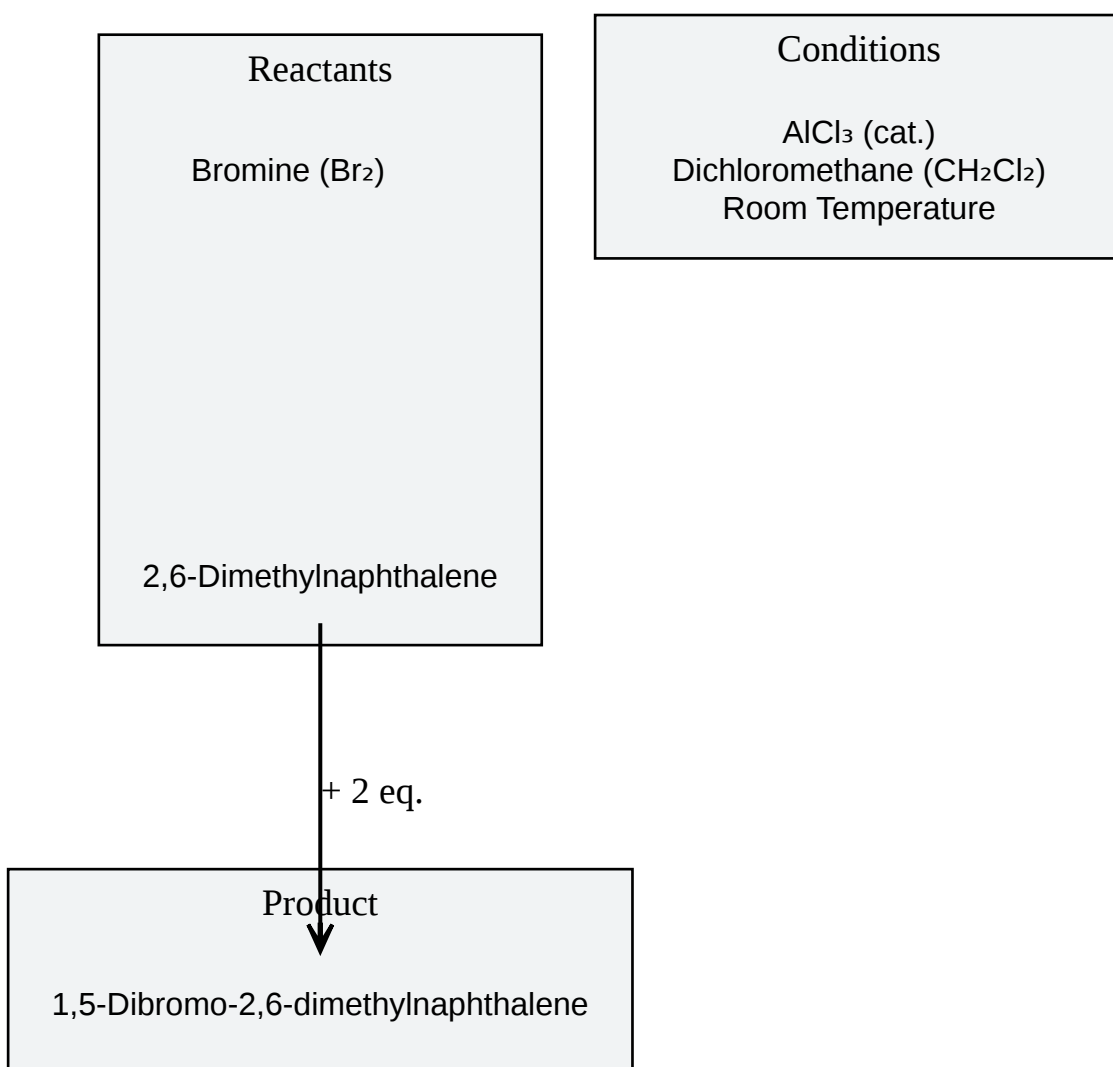 Reactants
Bromine (Br₂)
2,6-Dimethylnaphthalene
Conditions
AlCl₃ (cat.)
Dichloromethane (CH₂Cl₂)
Room Temperature
+ 2 eq.
Product
1,5-Dibromo-2,6-dimethylnaphthalene